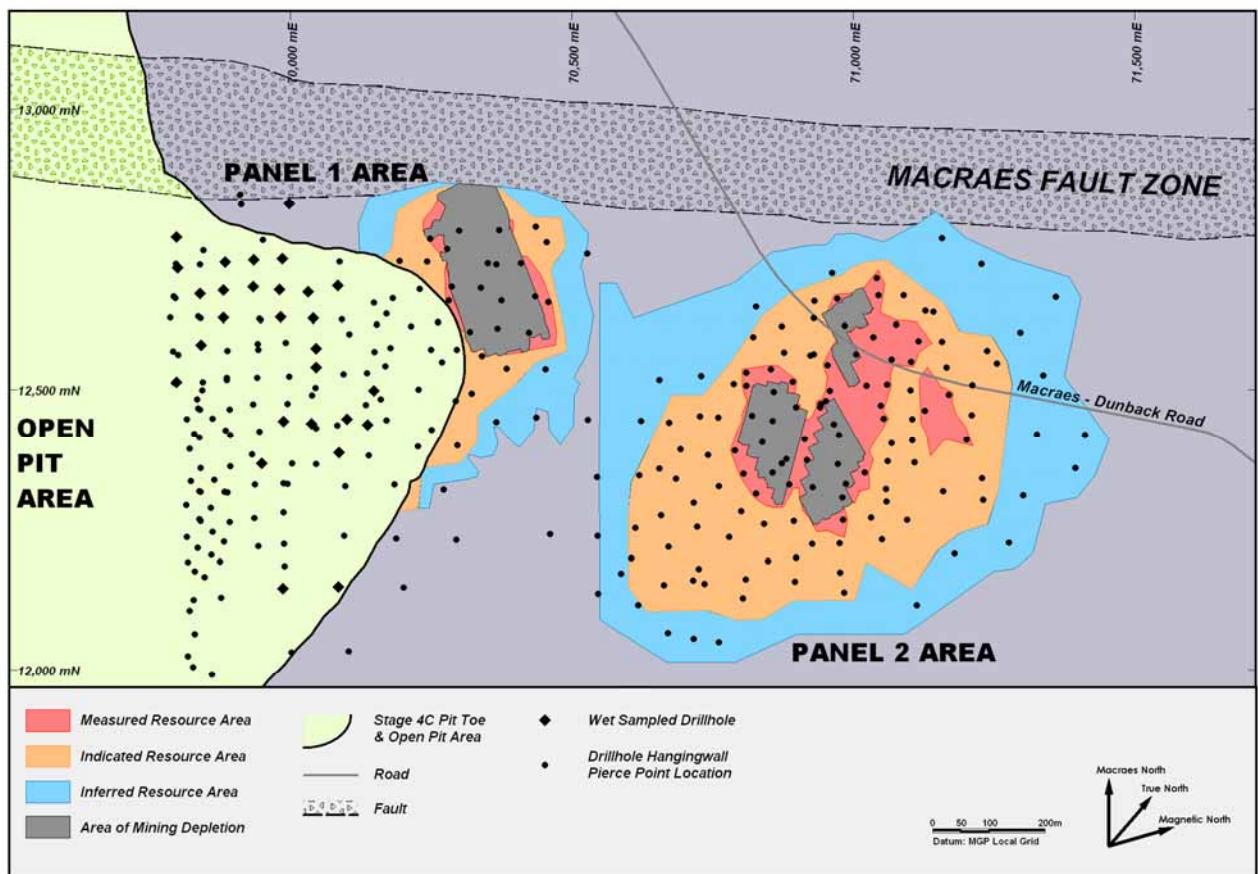 70,000 mE
70,500 mE
71,000 mE
71,500 mE
13,000 mN
PANEL 1 AREA
MACRAES FAULT ZONE
12,500 mN
Macraes - Dunback Road
OPEN
PIT
AREA
PANEL 2 AREA
12,000 mN
Measured Resource Area
Indicated Resource Area
Inferred Resource Area
Area of Mining Depletion
Stage 4C Pit Toe
& Open Pit Area
Road
Fault
Wet Sampled Drillhole
Drillhole Hangingwall
Pierce Point Location
0 50 100 200m
Datum: MGP Local Grid
Macraes North
True North
Magnetic North